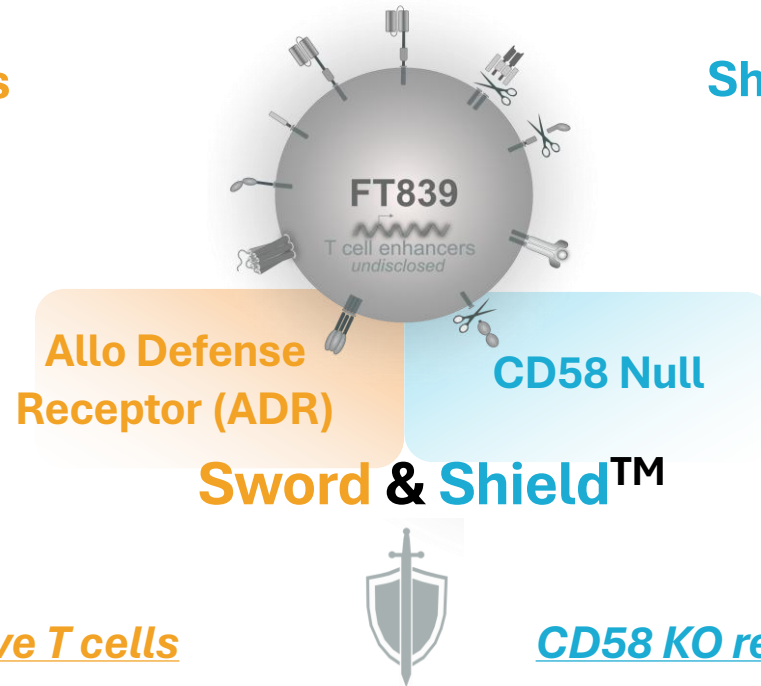 s
Sh
FT839
T cell enhancers
undisclosed
Allo Defense
Receptor (ADR)
CD58 Null
Sword & Shield™
ve T cells
CD58 KO re